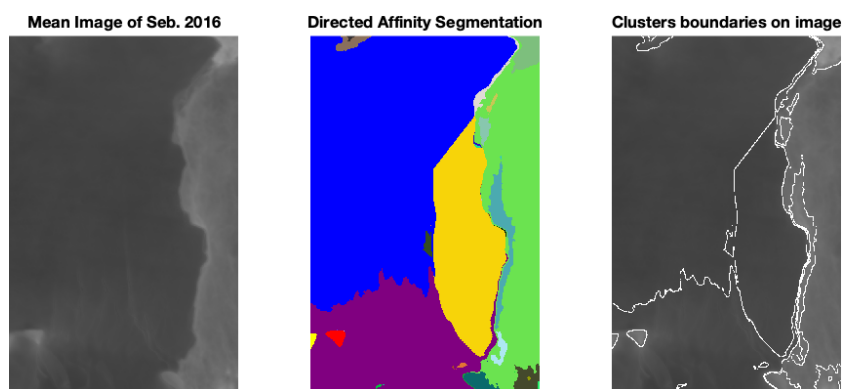 Mean Image of Seb. 2016
Directed Affinity Segmentation
Clusters boundaries on image